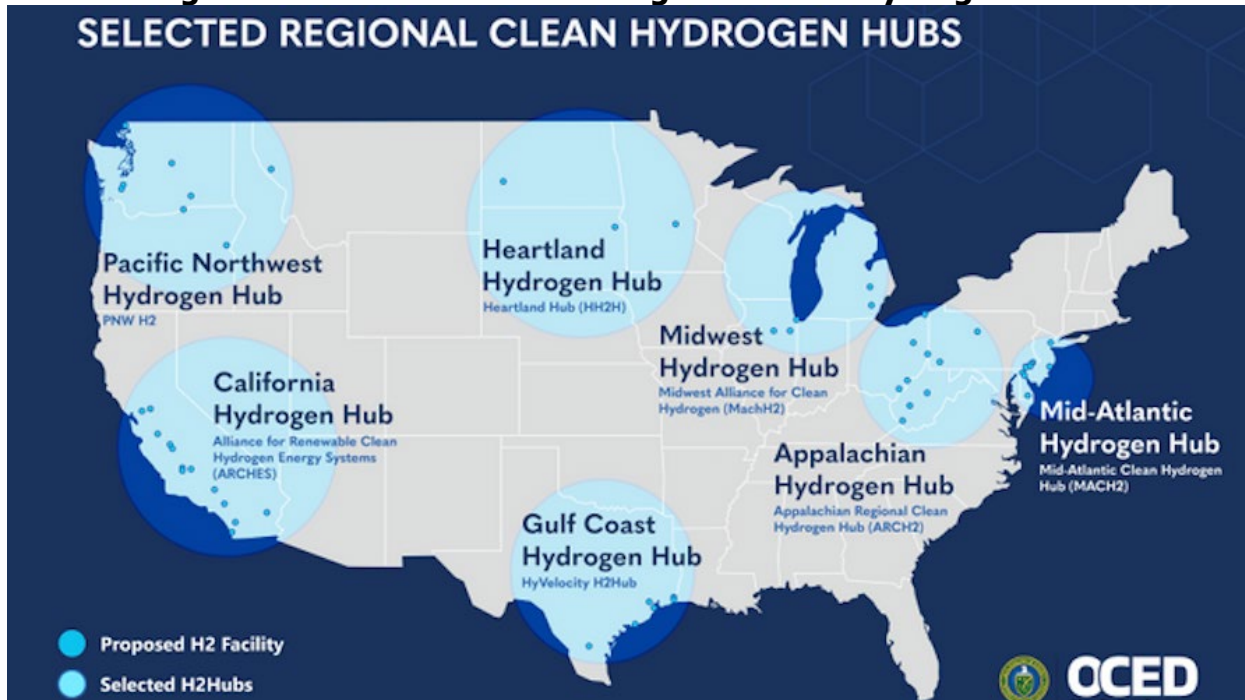 SELECTED REGIONAL CLEAN HYDROGEN HUBS
Pacific Northwest
Hydrogen Hub
PNW H2
Heartland
Hydrogen Hub
Heartland Hub (HH2H)
Midwest
Hydrogen Hub
Midwest Alliance for Clean
Hydrogen (MachH2)
California
Hydrogen Hub
Alliance for Renewable Clean
Hydrogen Energy Systems
(ARCHES)
Mid-Atlantic
Hydrogen Hub
Mid-Atlantic Clean Hydrogen
Hub (MACH2)
Appalachian
Hydrogen Hub
Appalachian Regional Clean
Hydrogen Hub (ARCH2)
Gulf Coast
Hydrogen Hub
HyVelocity H2Hub
Proposed H2 Facility
Selected H2Hubs
OCED